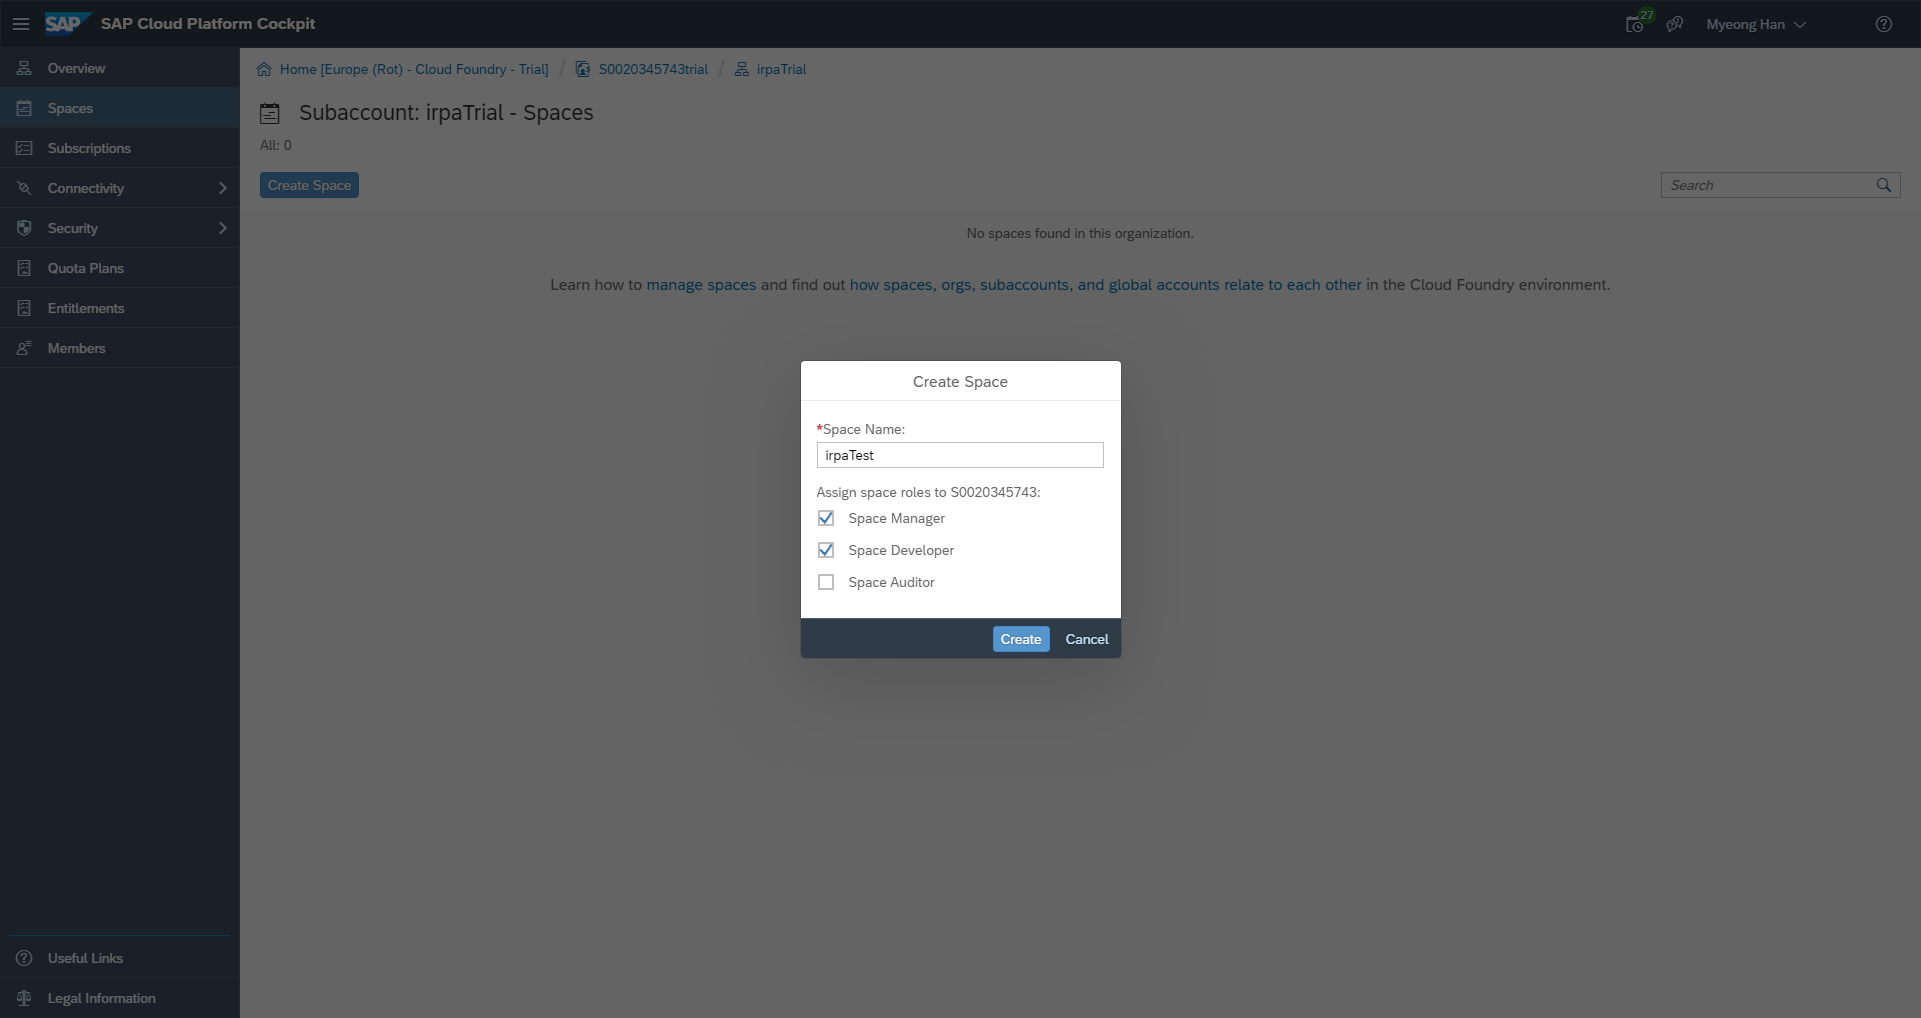 SAP SAP Cloud Platform Cockpit
27
Myeong Han
Overview
Spaces
Subscriptions
Connectivity
Security
Quota Plans
Entitlements
Members
Useful Links
Legal Information
Home [Europe (Rot) - Cloud Foundry - Trial] / S0020345743trial / irpaTrial
Subaccount: irpaTrial - Spaces
All: 0
Create Space
Search
No spaces found in this organization.
Learn how to manage spaces and find out how spaces, orgs, subaccounts, and global accounts relate to each other in the Cloud Foundry environment.
Create Space
*Space Name:
irpaTest
Assign space roles to S0020345743:
Space Manager
Space Developer
Space Auditor
Create Cancel